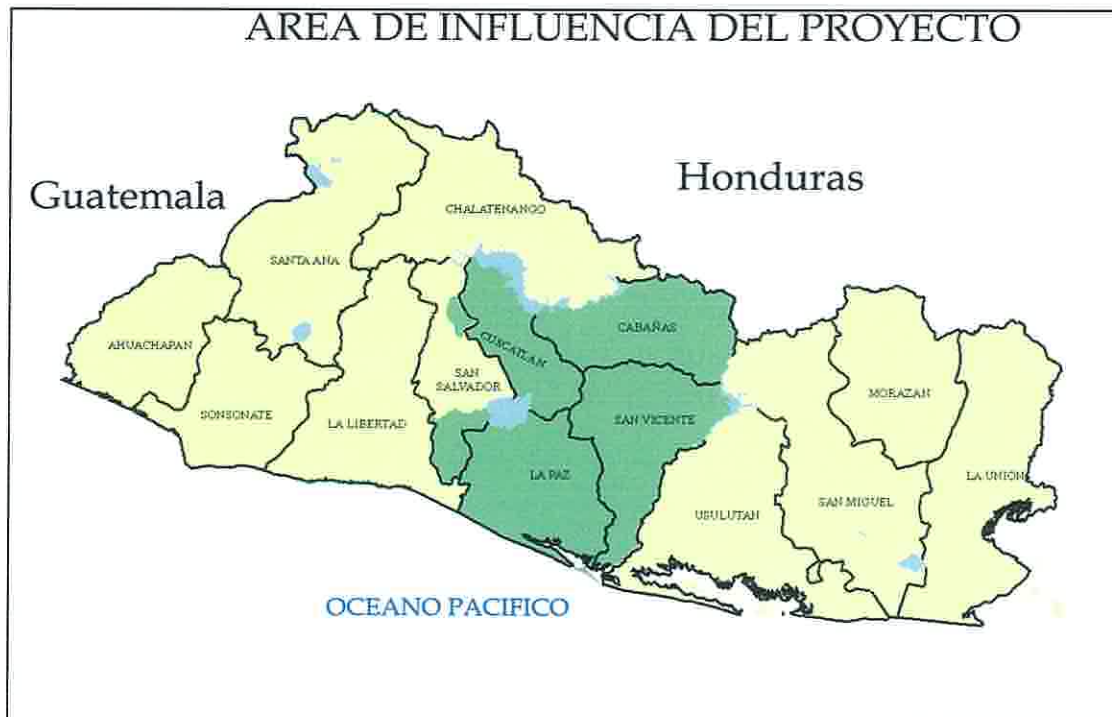 AREA DE INFLUENCIA DEL PROYECTO
Guatemala
Honduras
CHALATENANGO
SANTA ANA
CABAÑAS
AHUACHAPAN
CUSCATLAN
SAN
SALVADOR
MORAZAN
SONSONATE
LA LIBERTAD
SAN VICENTE
LA PAZ
LA UNION
SAN MIGUEL
USULUTAN
OCEANO PACIFICO